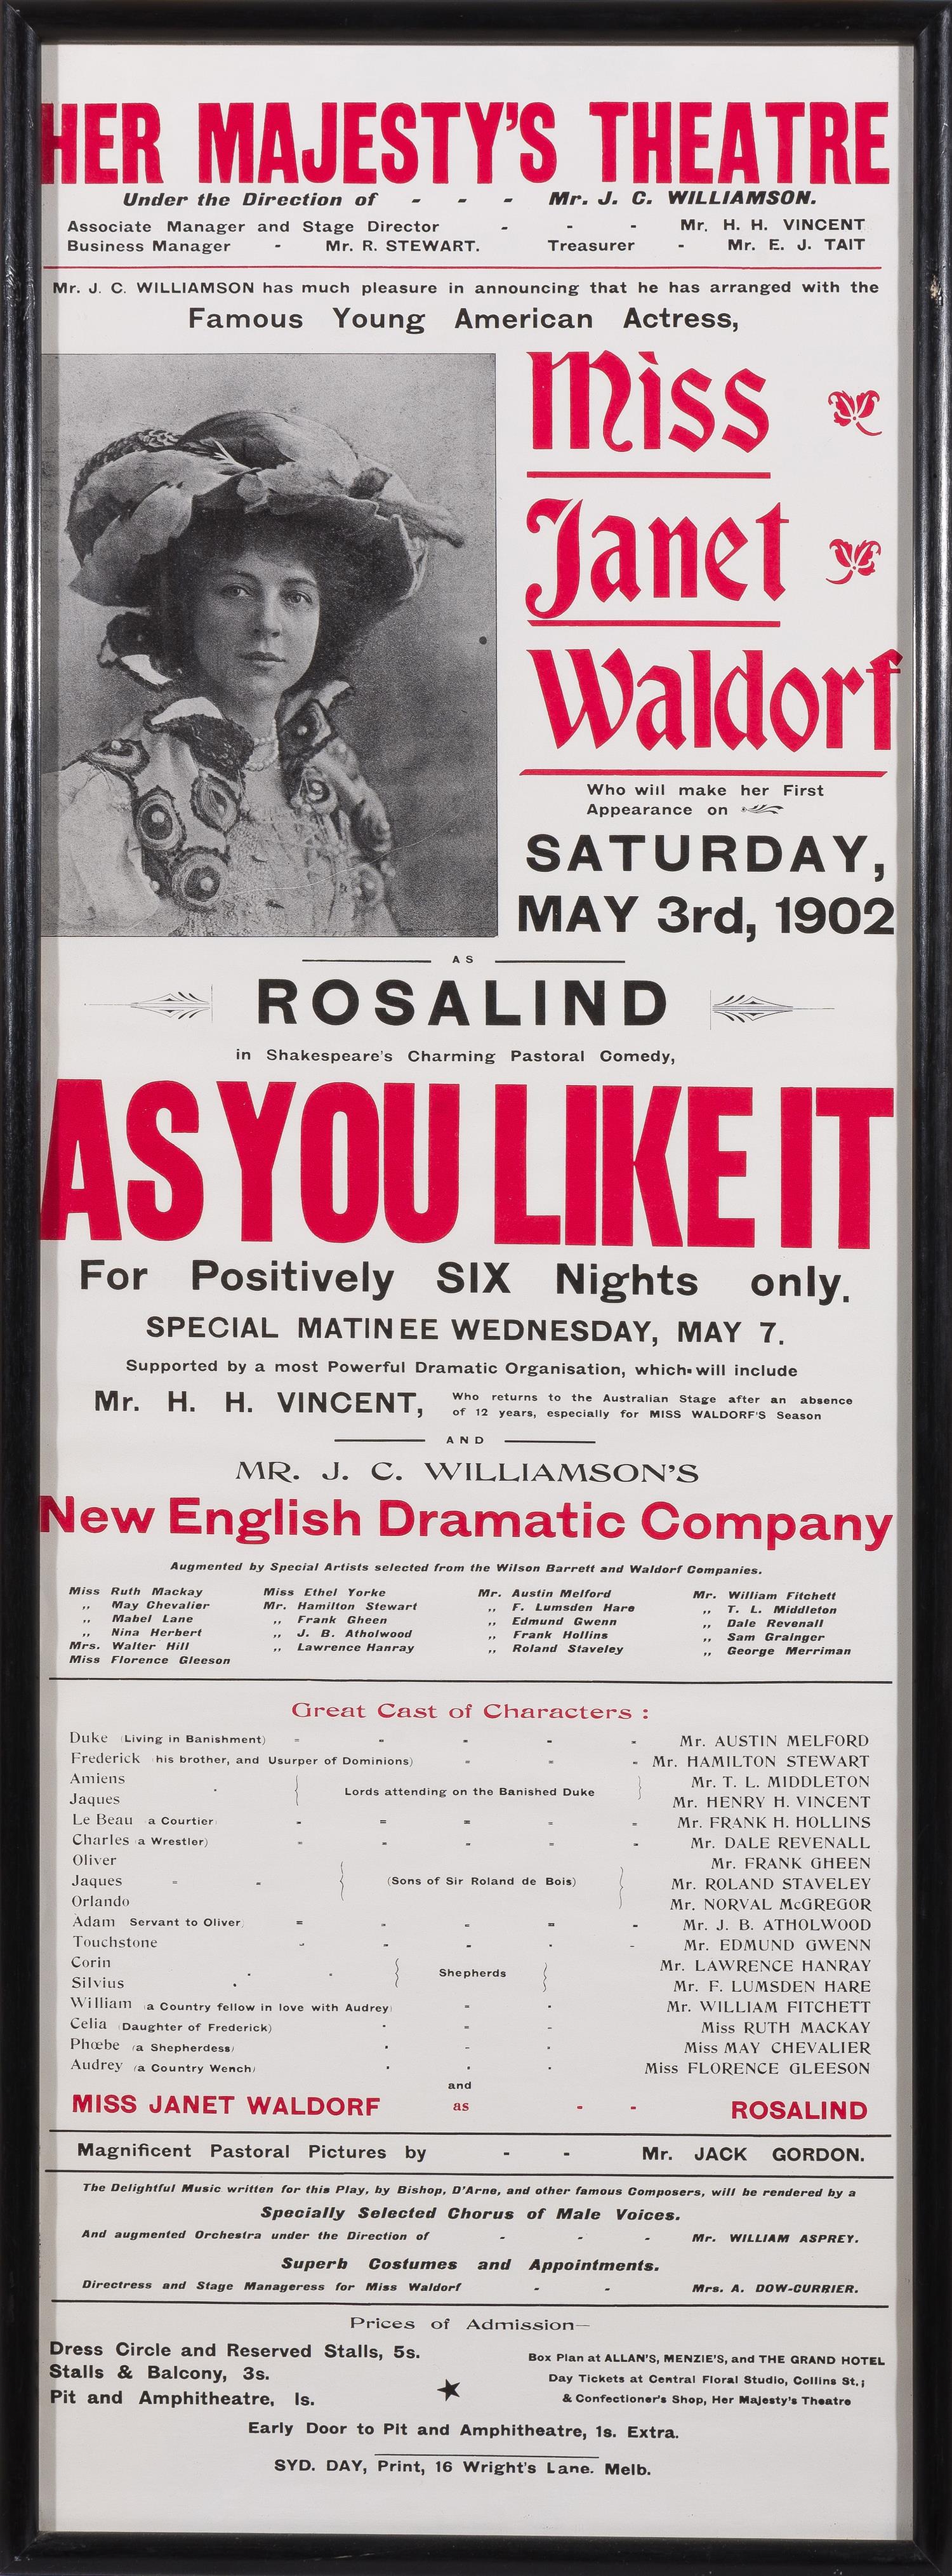 HER MAJESTY'S THEATRE
Under the Direction of - - - Mr. J. C. WILLIAMSON.
Associate Manager and Stage Director - - - Mr. H. H. VINCENT
Business Manager - Mr. R. STEWART. Treasurer - Mr. E. J. TAIT
Mr. J. C. WILLIAMSON has much pleasure in announcing that he has arranged with the
Famous Young American Actress,
Miss
Janet
Waldorf
Who will make her First
Appearance on
SATURDAY,
MAY 3rd, 1902
AS
ROSALIND
in Shakespeare's Charming Pastoral Comedy,
AS YOU LIKE IT
For Positively SIX Nights only.
SPECIAL MATINEE WEDNESDAY, MAY 7.
Supported by a most Powerful Dramatic Organisation, which will include
Mr. H. H. VINCENT, Who returns to the Australian Stage after an absence
of 12 years, especially for MISS WALDORF'S Season
AND
MR. J. C. WILLIAMSON'S
New English Dramatic Company
Augmented by Special Artists selected from the Wilson Barrett and Waldorf Companies.
Miss Ruth Mackay
,, May Chevalier
,, Mabel Lane
,, Nina Herbert
Mrs. Walter Hill
Miss Florence Gleeson
Miss Ethel Yorke
Mr. Hamilton Stewart
,, Frank Gheen
,, J. B. Atholwood
,, Lawrence Hanray
Mr. Austin Melford
,, F. Lumsden Hare
,, Edmund Gwenn
,, Frank Hollins
,, Roland Staveley
Mr. William Fitchett
,, T. L. Middleton
,, Dale Revenall
,, Sam Grainger
,, George Merriman
Great Cast of Characters :
Duke (Living in Banishment) - - - - - Mr. AUSTIN MELFORD
Frederick (his brother, and Usurper of Dominions) - - - Mr. HAMILTON STEWART
Amiens Mr. T. L. MIDDLETON
Lords attending on the Banished Duke
Jaques Mr. HENRY H. VINCENT
Le Beau (a Courtier) - - - - - Mr. FRANK H. HOLLINS
Charles (a Wrestler) - - - - - Mr. DALE REVENALL
Oliver Mr. FRANK GHEEN
Jaques - - (Sons of Sir Roland de Bois) Mr. ROLAND STAVELEY
Orlando Mr. NORVAL McGREGOR
Adam (Servant to Oliver) - - - - - Mr. J. B. ATHOLWOOD
Touchstone - - - - - Mr. EDMUND GWENN
Corin Mr. LAWRENCE HANRAY
Shepherds
Silvius Mr. F. LUMSDEN HARE
William (a Country fellow in love with Audrey) - - Mr. WILLIAM FITCHETT
Celia (Daughter of Frederick) - - - Miss RUTH MACKAY
Phœbe (a Shepherdess) - - - Miss MAY CHEVALIER
Audrey (a Country Wench) - - - Miss FLORENCE GLEESON
and
MISS JANET WALDORF as - - ROSALIND
Magnificent Pastoral Pictures by - - Mr. JACK GORDON.
The Delightful Music written for this Play, by Bishop, D'Arne, and other famous Composers, will be rendered by a
Specially Selected Chorus of Male Voices.
And augmented Orchestra under the Direction of - - - Mr. WILLIAM ASPREY.
Superb Costumes and Appointments.
Directress and Stage Manageress for Miss Waldorf - - Mrs. A. DOW-CURRIER.
Prices of Admission—
Dress Circle and Reserved Stalls, 5s.
Stalls & Balcony, 3s.
Pit and Amphitheatre, 1s.
Box Plan at ALLAN'S, MENZIE'S, and THE GRAND HOTEL
Day Tickets at Central Floral Studio, Collins St.;
& Confectioner's Shop, Her Majesty's Theatre
Early Door to Pit and Amphitheatre, 1s. Extra.
SYD. DAY, Print, 16 Wright's Lane. Melb.